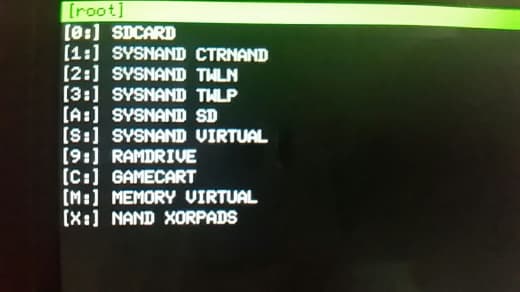 [root]
[0:] SDCARD
[1:] SYSNAND CTRNAND
[2:] SYSNAND TWLN
[3:] SYSNAND TWLP
[A:] SYSNAND SD
[S:] SYSNAND VIRTUAL
[9:] RAMDRIVE
[C:] GAMECART
[M:] MEMORY VIRTUAL
[X:] NAND XORPADS